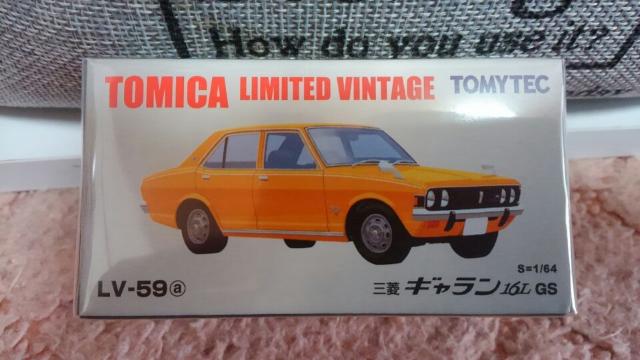 How do you use it?
TOMICA LIMITED VINTAGE TOMYTEC
S=1/64
LV-59ⓐ 三菱 ギャラン 16L GS